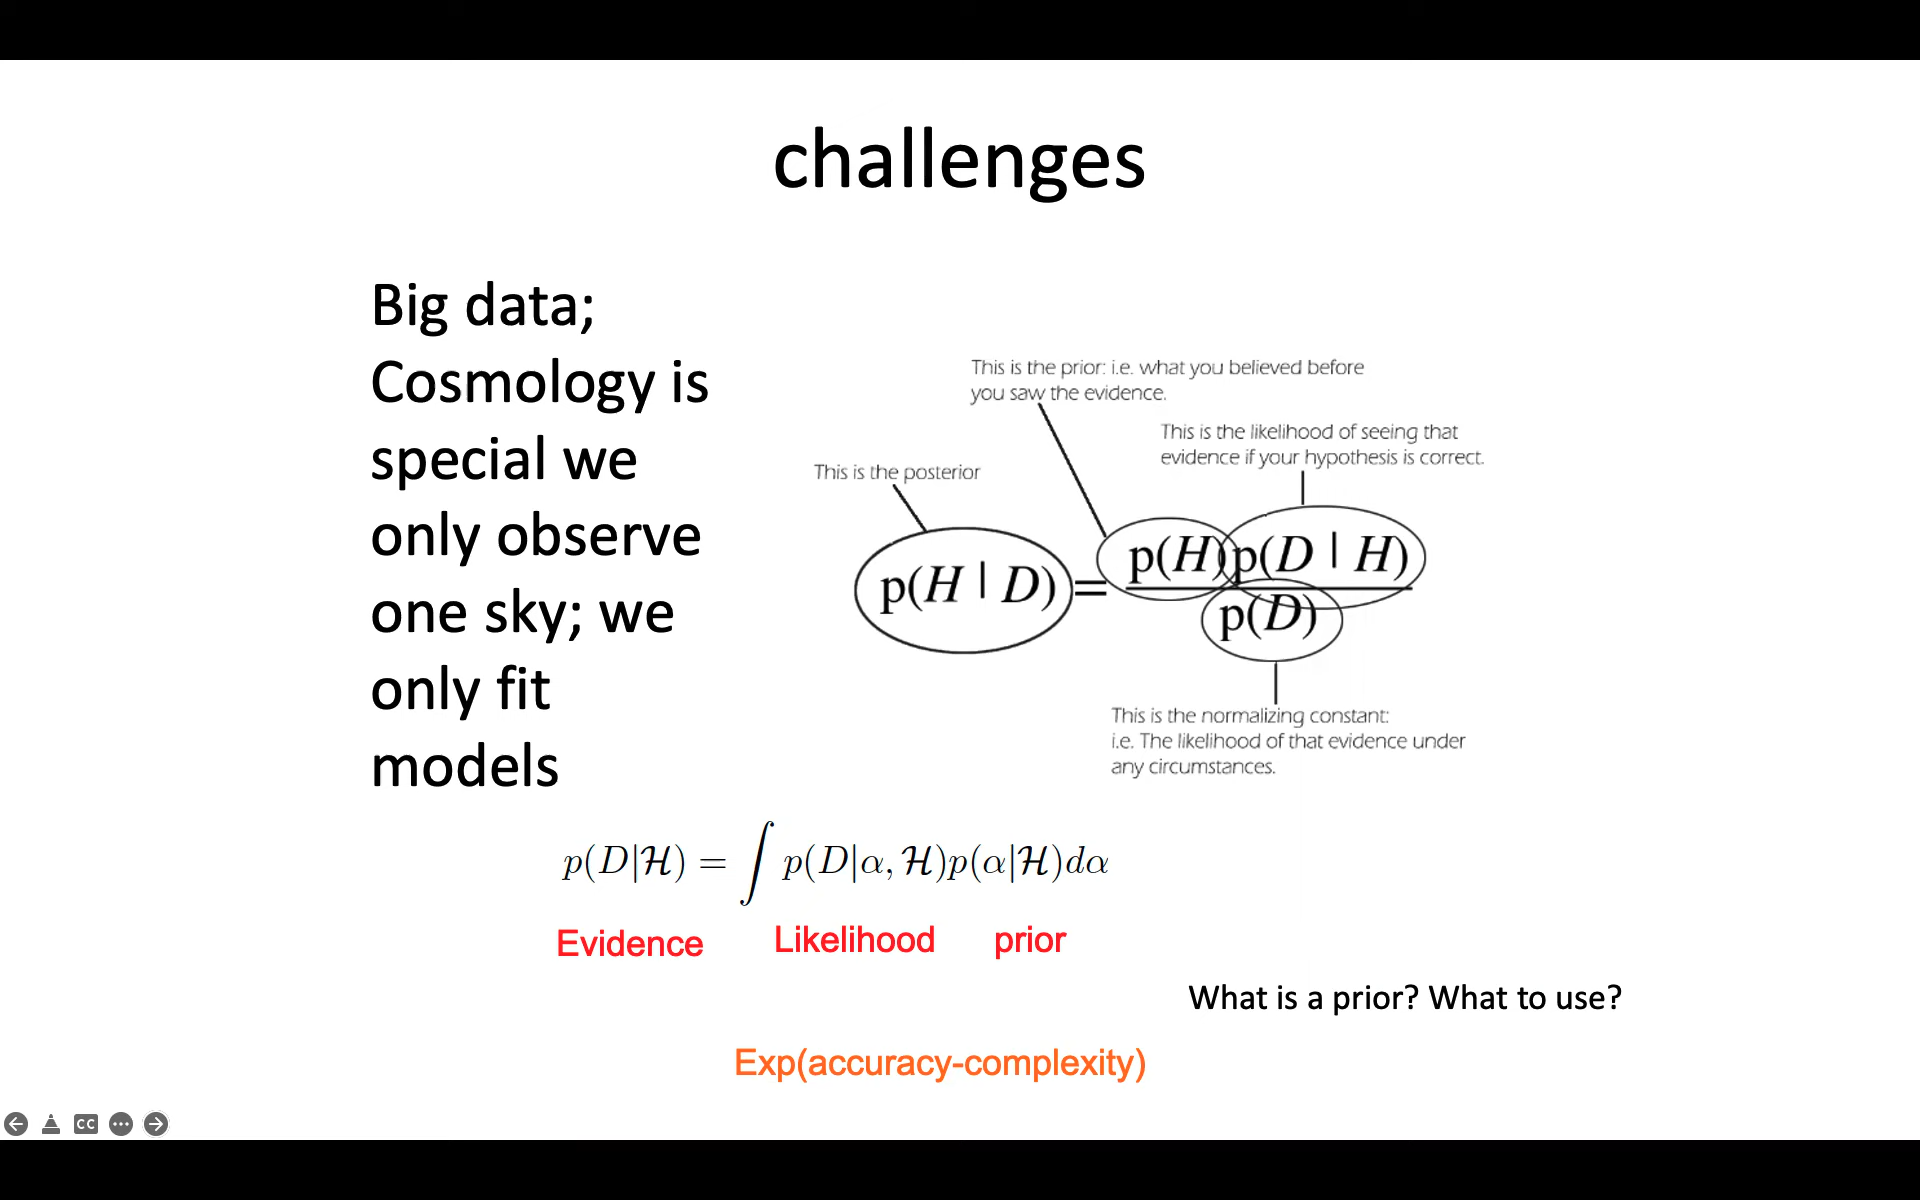 challenges
Big data;
Cosmology is
special we
only observe
one sky; we
only fit
models
This is the prior: i.e. what you believed before
you saw the evidence.
This is the likelihood of seeing that
evidence if your hypothesis is correct.
This is the posterior
p(H | D) = p(H)p(D | H)
p(D)
This is the normalizing constant:
i.e. The likelihood of that evidence under
any circumstances.
p(D|ℋ) = ∫ p(D|α, ℋ)p(α|ℋ)dα
Evidence Likelihood prior
What is a prior? What to use?
Exp(accuracy-complexity)
CC